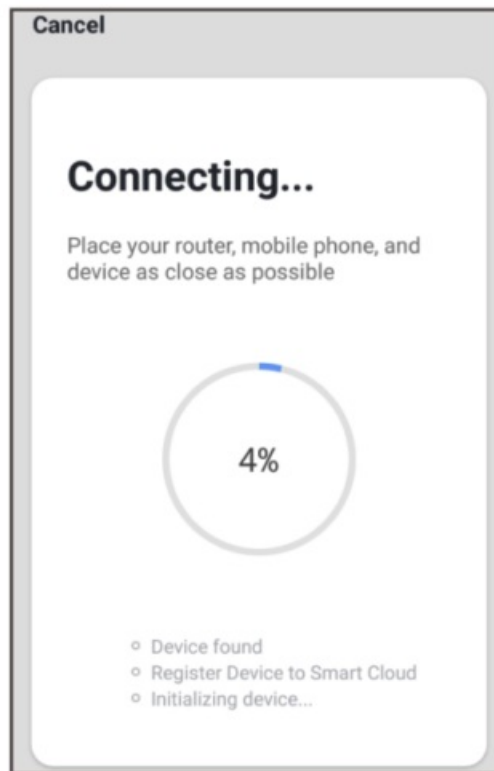 Cancel
Connecting...
Place your router, mobile phone, and
device as close as possible
4%
Device found
Register Device to Smart Cloud
Initializing device...